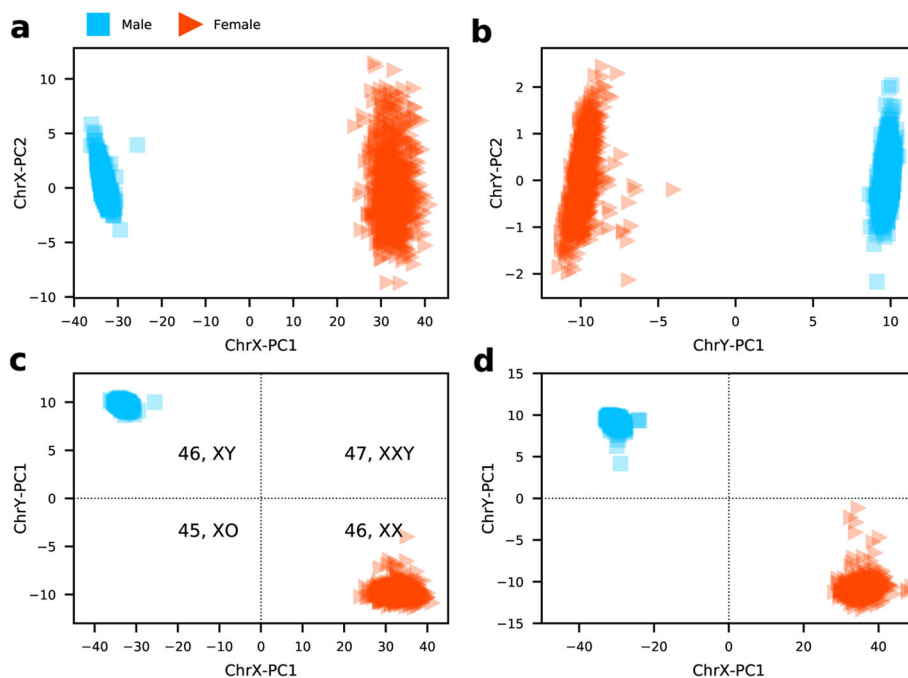 a
Male
Female
b
10
5
0
−5
−10
ChrX-PC2
−40 −30 −20 −10 0 10 20 30 40
ChrX-PC1
2
1
0
−1
−2
ChrY-PC2
−10 −5 0 5 10
ChrY-PC1
c
10
5
0
−5
−10
ChrY-PC1
46, XY
47, XXY
45, XO
46, XX
−40 −30 −20 −10 0 10 20 30 40
ChrX-PC1
d
15
10
5
0
−5
−10
−15
ChrY-PC1
−40 −20 0 20 40
ChrX-PC1